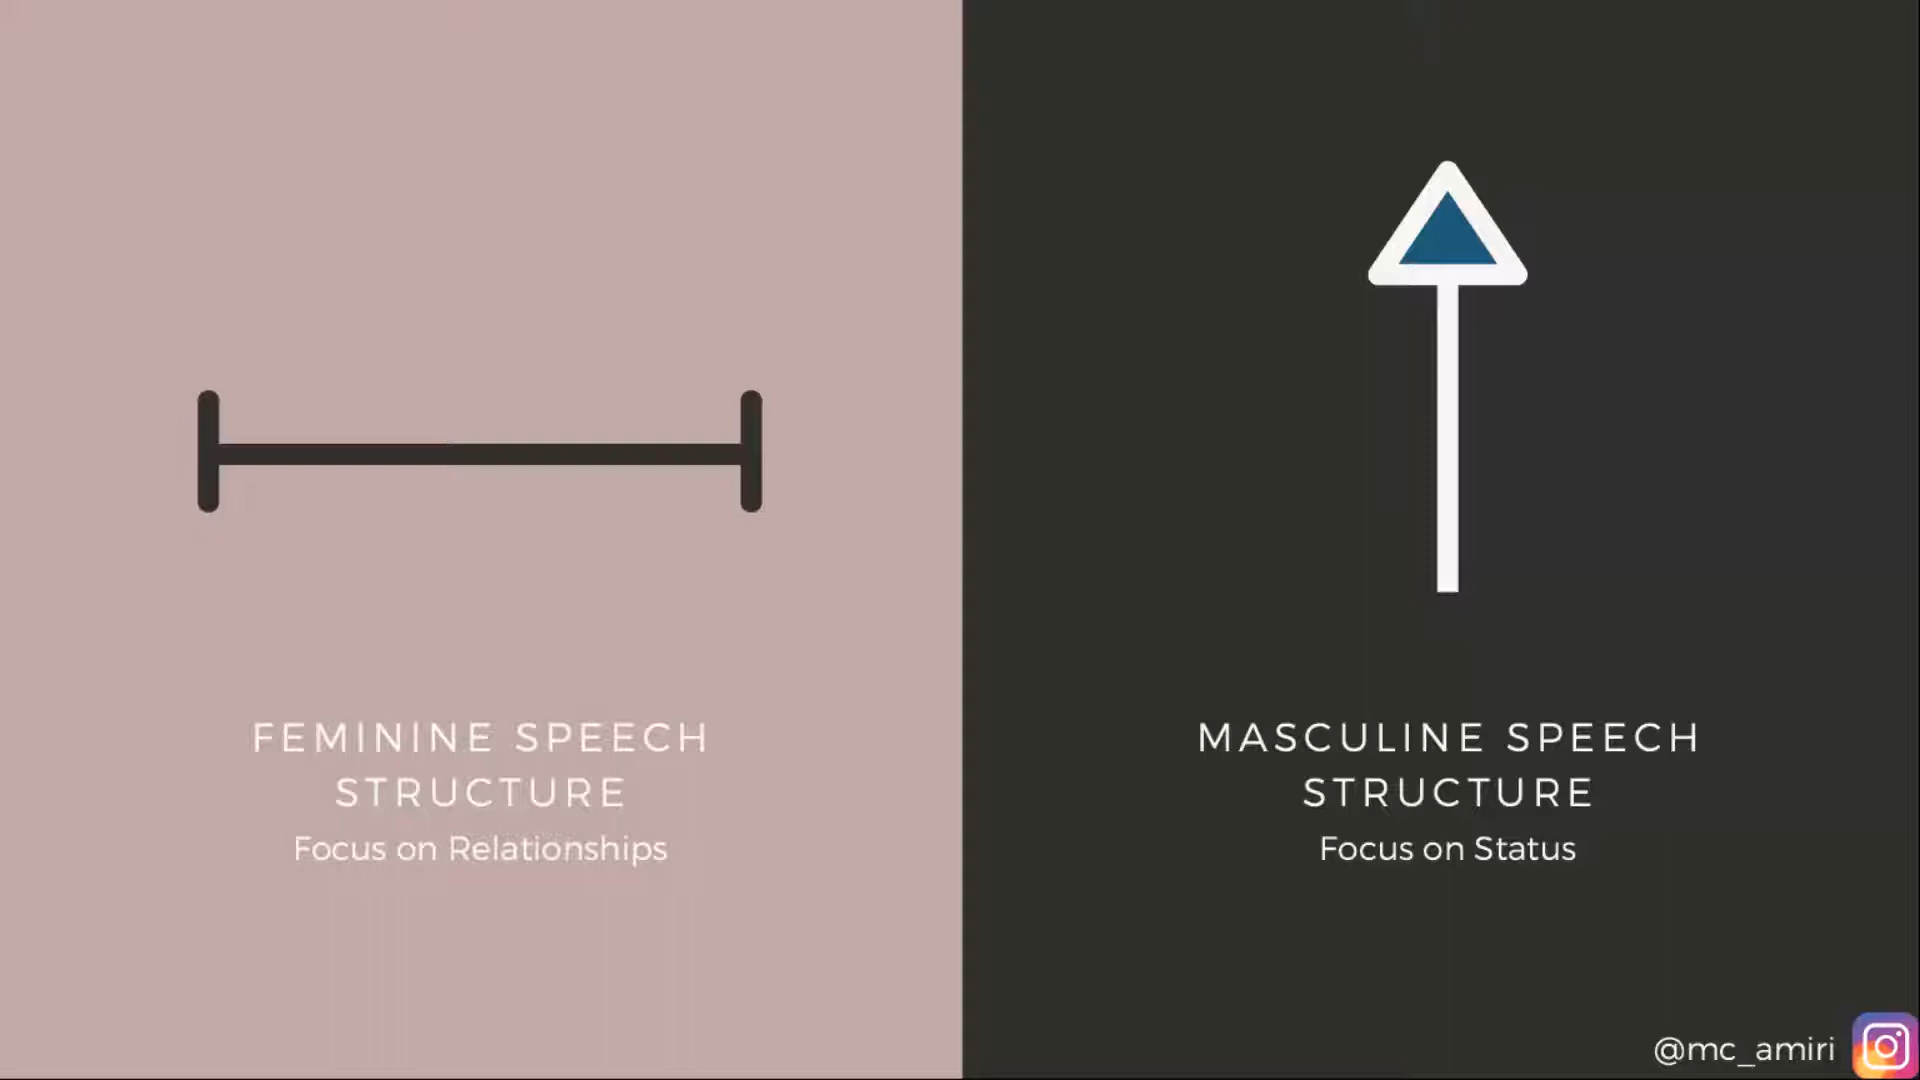 FEMININE SPEECH
STRUCTURE
Focus on Relationships
MASCULINE SPEECH
STRUCTURE
Focus on Status
@mc_amiri